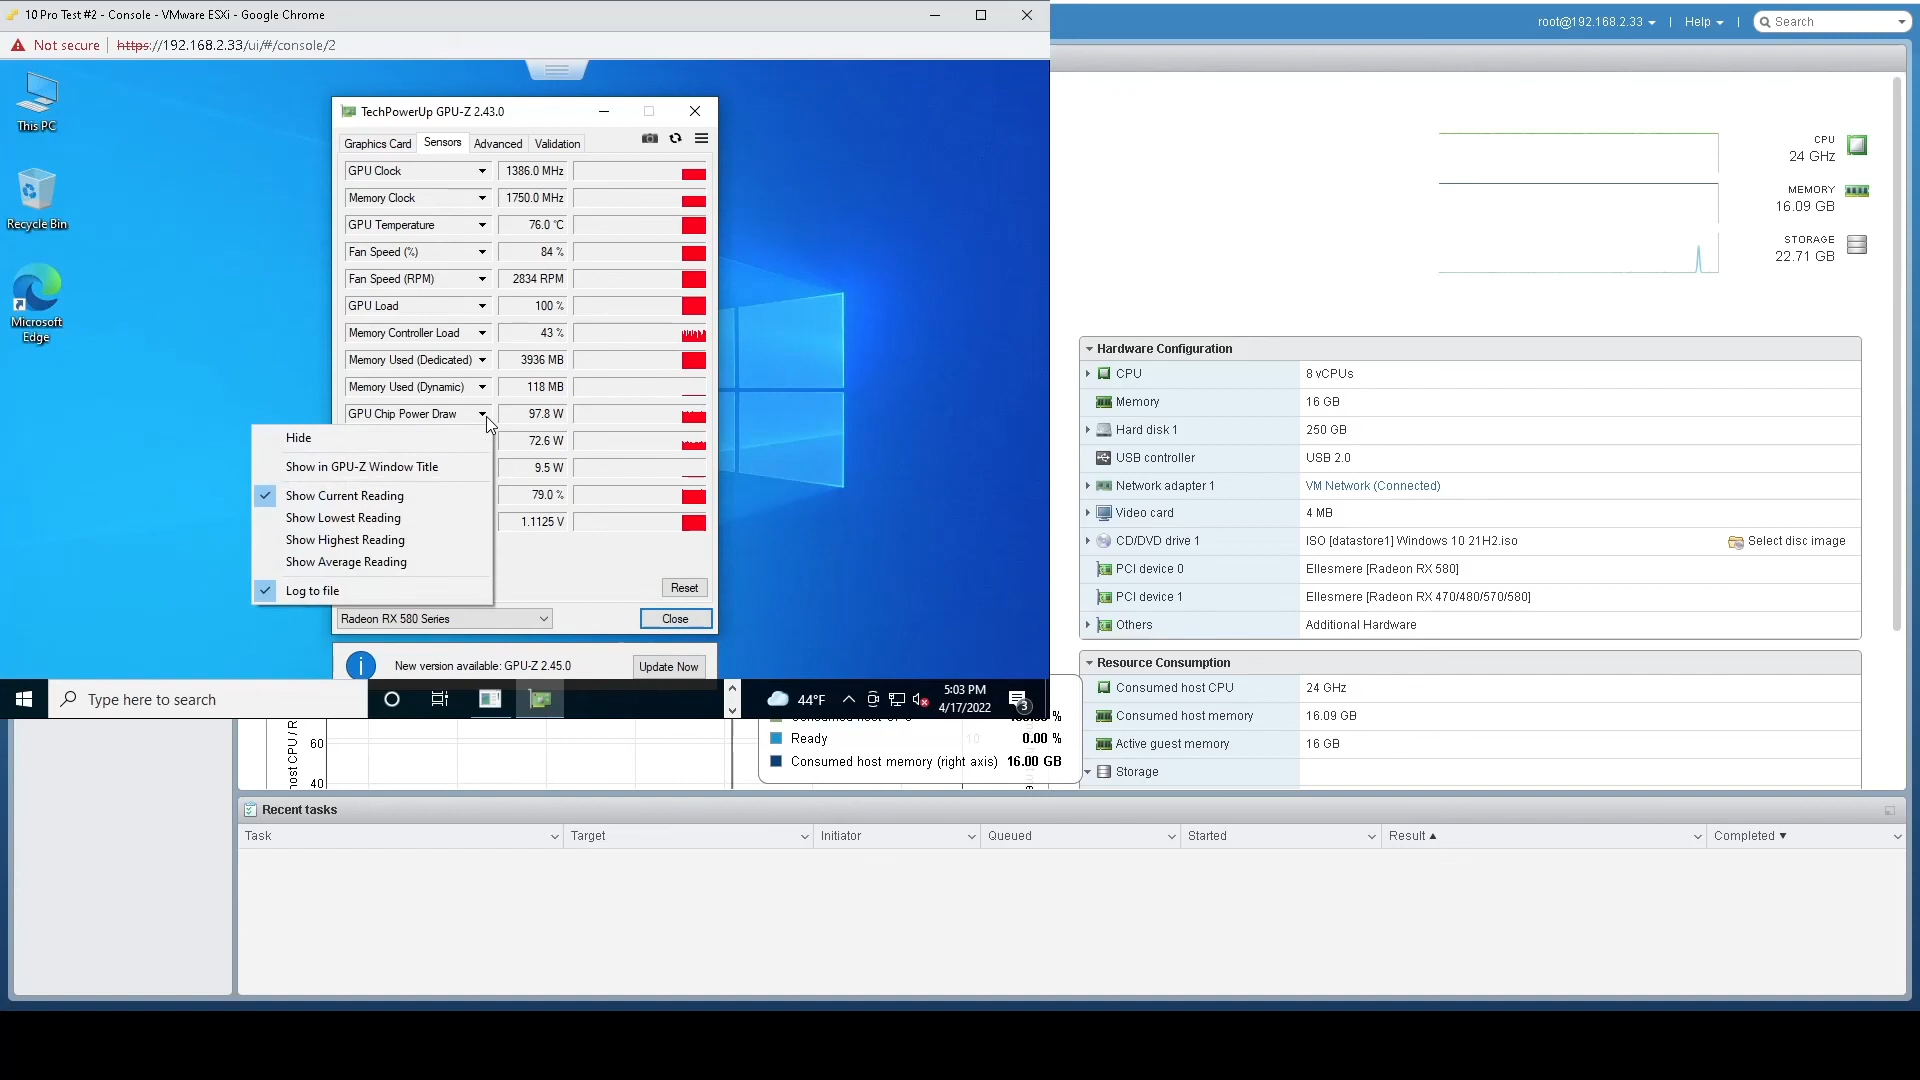 10 Pro Test #2 - Console - VMware ESXi - Google Chrome
Not secure https://192.168.2.33/ui/#/console/2
root@192.168.2.33 | Help | Search
This PC
Recycle Bin
Microsoft
Edge
TechPowerUp GPU-Z 2.43.0
Graphics Card Sensors Advanced Validation
GPU Clock 1386.0 MHz
Memory Clock 1750.0 MHz
GPU Temperature 76.0 °C
Fan Speed (%) 84 %
Fan Speed (RPM) 2834 RPM
GPU Load 100 %
Memory Controller Load 43 %
Memory Used (Dedicated) 3936 MB
Memory Used (Dynamic) 118 MB
GPU Chip Power Draw 97.8 W
72.6 W
9.5 W
79.0 %
1.1125 V
Hide
Show in GPU-Z Window Title
Show Current Reading
Show Lowest Reading
Show Highest Reading
Show Average Reading
Log to file
Reset
Radeon RX 580 Series Close
New version available: GPU-Z 2.45.0 Update Now
Type here to search
44°F
5:03 PM
4/17/2022
3
CPU
24 GHz
MEMORY
16.09 GB
STORAGE
22.71 GB
Hardware Configuration
CPU 8 vCPUs
Memory 16 GB
Hard disk 1 250 GB
USB controller USB 2.0
Network adapter 1 VM Network (Connected)
Video card 4 MB
CD/DVD drive 1 ISO [datastore1] Windows 10 21H2.iso Select disc image
PCI device 0 Ellesmere [Radeon RX 580]
PCI device 1 Ellesmere [Radeon RX 470/480/570/580]
Others Additional Hardware
Resource Consumption
Consumed host CPU 24 GHz
Consumed host memory 16.09 GB
Active guest memory 16 GB
Storage
60
40
Ready 0.00 %
Consumed host memory (right axis) 16.00 GB
Recent tasks
Task Target Initiator Queued Started Result Completed